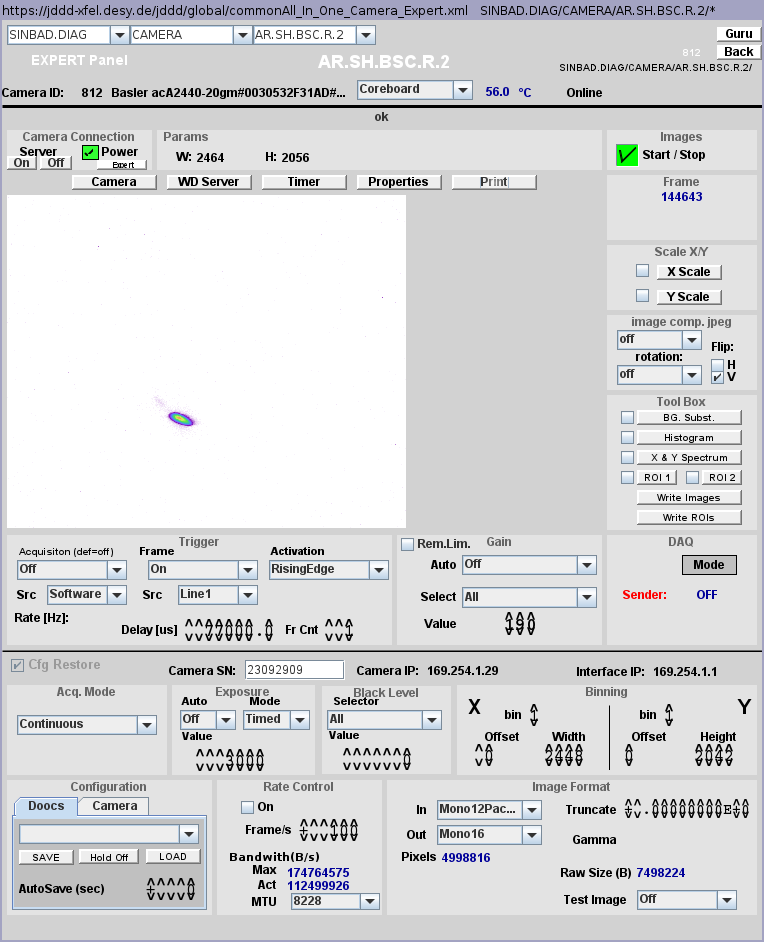 https://jddd-xfel.desy.de/jddd/global/commonAll_In_One_Camera_Expert.xml SINBAD.DIAG/CAMERA/AR.SH.BSC.R.2/*
SINBAD.DIAG CAMERA AR.SH.BSC.R.2 Guru
EXPERT Panel AR.SH.BSC.R.2 812 Back
SINBAD.DIAG/CAMERA/AR.SH.BSC.R.2/
Camera ID: 812 Basler acA2440-20gm#0030532F31AD#... Coreboard 56.0 °C Online
ok
Camera Connection Params Images
Server Power W: 2464 H: 2056 Start / Stop
On Off Expert
Camera WD Server Timer Properties Print Frame
144643
Scale X/Y
X Scale
Y Scale
image comp. jpeg
off Flip:
rotation: H
off V
Tool Box
BG. Subst.
Histogram
X & Y Spectrum
ROI 1 ROI 2
Write Images
Write ROIs
Trigger Rem.Lim. Gain DAQ
Acquisiton (def=off) Frame Activation
Off On RisingEdge Auto Off Mode
Src Software Src Line1 Select All Sender: OFF
Rate [Hz]: Delay [us] 77000.0 Fr Cnt 1 Value 190
Cfg Restore Camera SN: 23092909 Camera IP: 169.254.1.29 Interface IP: 169.254.1.1
Acq. Mode Exposure Black Level Binning
Auto Mode Selector X bin 1 bin 1 Y
Continuous Off Timed All
Value Value Offset Width Offset Height
3000 0 0 2448 0 2042
Configuration Rate Control Image Format
Doocs Camera On In Mono12Pac... Truncate +.00000000E+0
Frame/s + 100 Out Mono16 Gamma
SAVE Hold Off LOAD Bandwith(B/s) Pixels 4998816
Max 174764575 Raw Size (B) 7498224
AutoSave (sec) + 0 Act 112499926
MTU 8228 Test Image Off